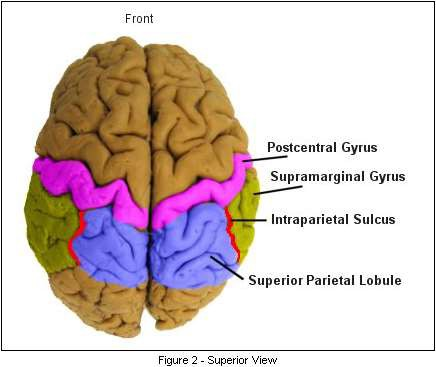 Front
Postcentral Gyrus
Supramarginal Gyrus
Intraparietal Sulcus
Superior Parietal Lobule
Figure 2 - Superior View